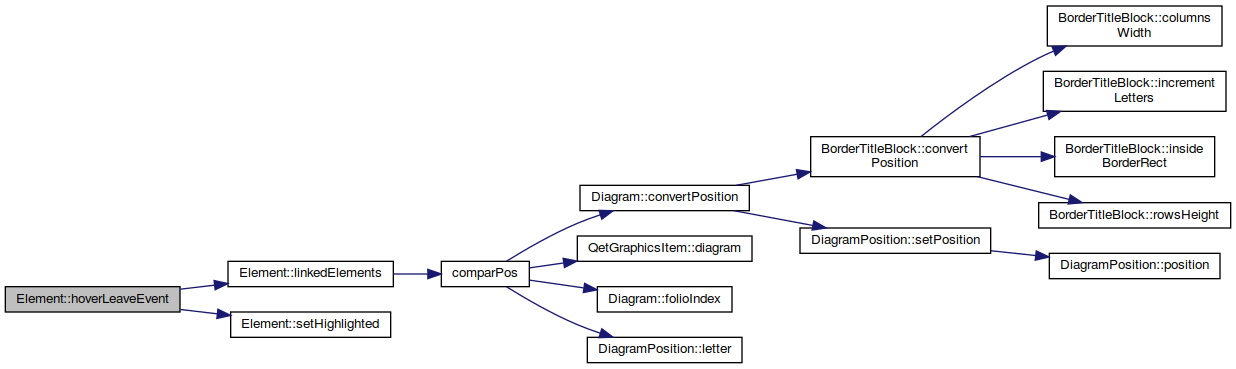 Element::hoverLeaveEvent
Element::linkedElements
Element::setHighlighted
comparPos
Diagram::convertPosition
QetGraphicsItem::diagram
Diagram::folioIndex
DiagramPosition::letter
BorderTitleBlock::convert
Position
DiagramPosition::setPosition
BorderTitleBlock::columns
Width
BorderTitleBlock::increment
Letters
BorderTitleBlock::inside
BorderRect
BorderTitleBlock::rowsHeight
DiagramPosition::position